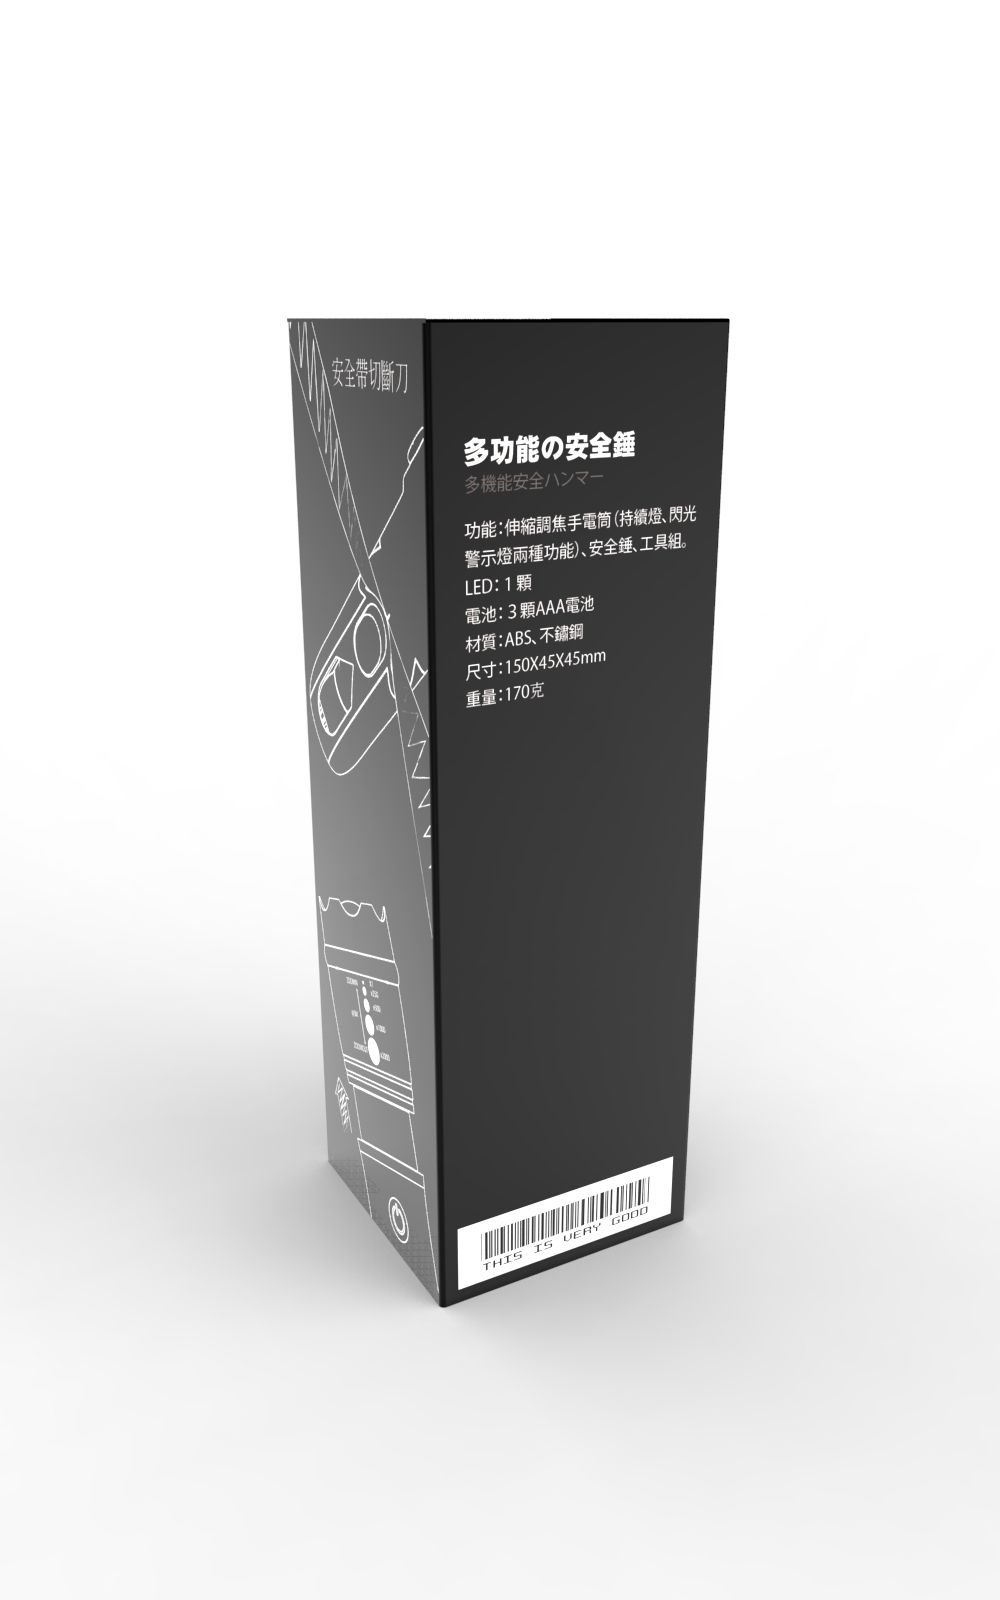 安全帶切斷刀
多功能の安全錘
多機能安全ハンマー
功能:伸縮調焦手電筒(持續燈、閃光
警示燈兩種功能)、安全錘、工具組。
LED:1 顆
電池:3 顆AAA電池
材質:ABS、不鏽鋼
尺寸:150X45X45mm
重量:170克
THIS IS VERY GOOD